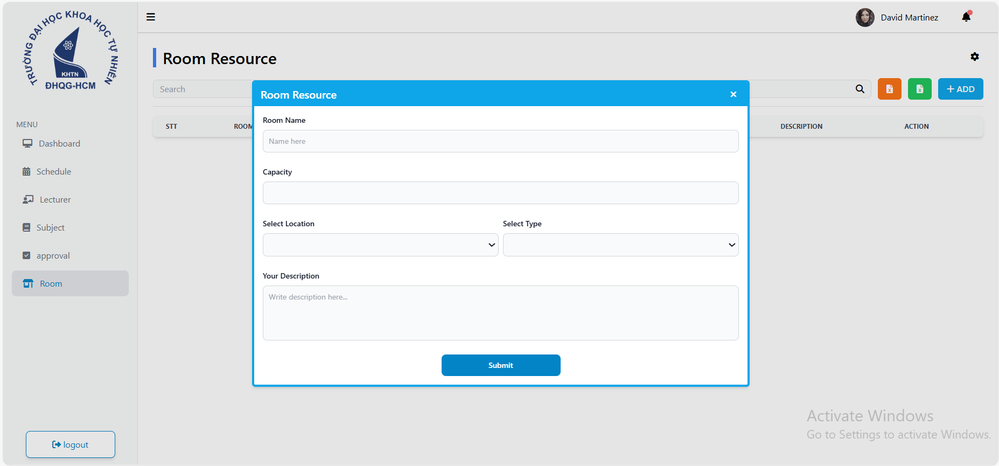 TRƯỜNG ĐẠI HỌC KHOA HỌC TỰ NHIÊN
KHTN
ĐHQG-HCM
David Martinez
Room Resource
Search
+ ADD
Room Resource
×
MENU
STT
ROOM
DESCRIPTION
ACTION
Room Name
Name here
Dashboard
Schedule
Capacity
Lecturer
Subject
Select Location
Select Type
approval
Room
Your Description
Write description here...
Submit
logout
Activate Windows
Go to Settings to activate Windows.